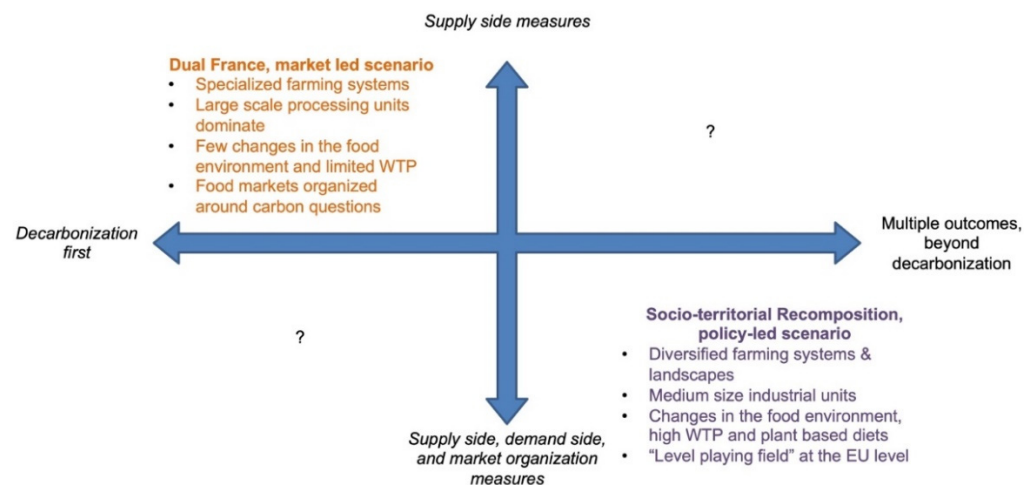 Supply side measures
Dual France, market led scenario
• Specialized farming systems
• Large scale processing units
dominate
• Few changes in the food
environment and limited WTP
• Food markets organized
around carbon questions
?
Decarbonization
first
Multiple outcomes,
beyond
decarbonization
?
Socio-territorial Recomposition,
policy-led scenario
• Diversified farming systems &
landscapes
• Medium size industrial units
• Changes in the food environment,
high WTP and plant based diets
• “Level playing field” at the EU level
Supply side, demand side,
and market organization
measures